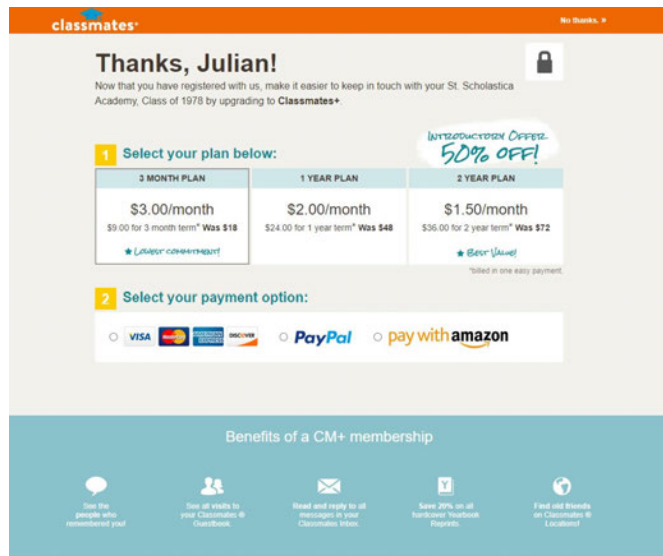 classmates
No thanks. »
Thanks, Julian!
Now that you have registered with us, make it easier to keep in touch with your St. Scholastica
Academy, Class of 1978 by upgrading to Classmates+.
INTRODUCTORY OFFER
50% OFF!
1 Select your plan below:
3 MONTH PLAN
$3.00/month
$9.00 for 3 month term* Was $18
★ LOWEST COMMITMENT!
1 YEAR PLAN
$2.00/month
$24.00 for 1 year term* Was $48
2 YEAR PLAN
$1.50/month
$36.00 for 2 year term* Was $72
★ BEST VALUE!
*billed in one easy payment.
2 Select your payment option:
VISA MasterCard AMERICAN EXPRESS DISCOVER PayPal pay with amazon
Benefits of a CM+ membership
See the
people who
remembered you!
See all visits to
your Classmates ®
Guestbook.
Read and reply to all
messages in your
Classmates Inbox.
Y
Save 20% on all
hardcover Yearbook
Reprints.
Find old friends
on Classmates ®
Locations!